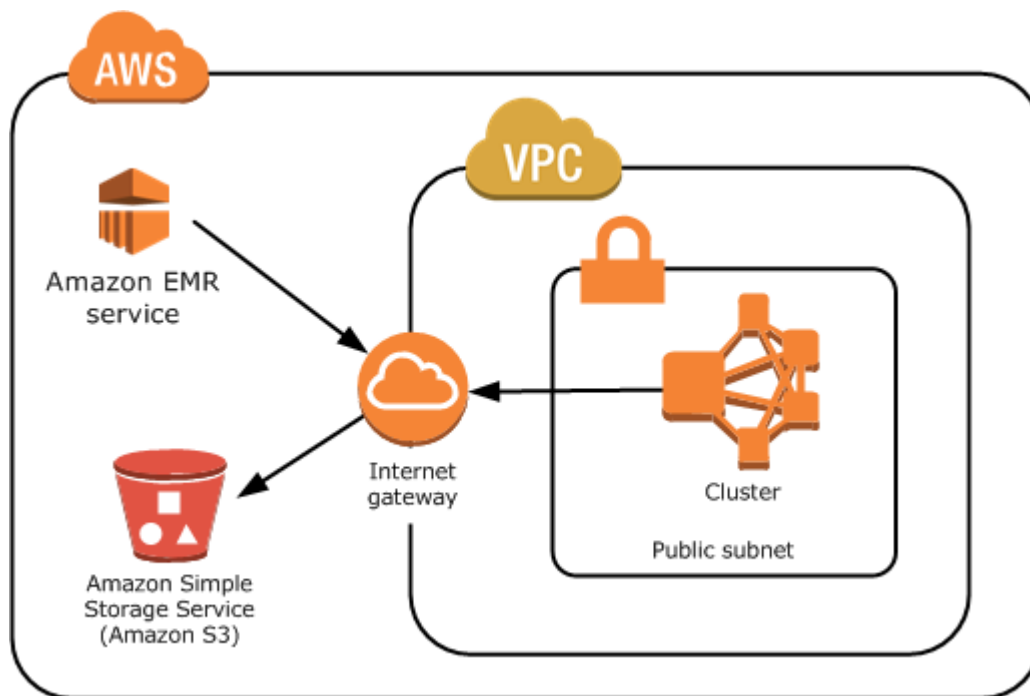 AWS
VPC
Amazon EMR
service
Internet
gateway
Cluster
Public subnet
Amazon Simple
Storage Service
(Amazon S3)